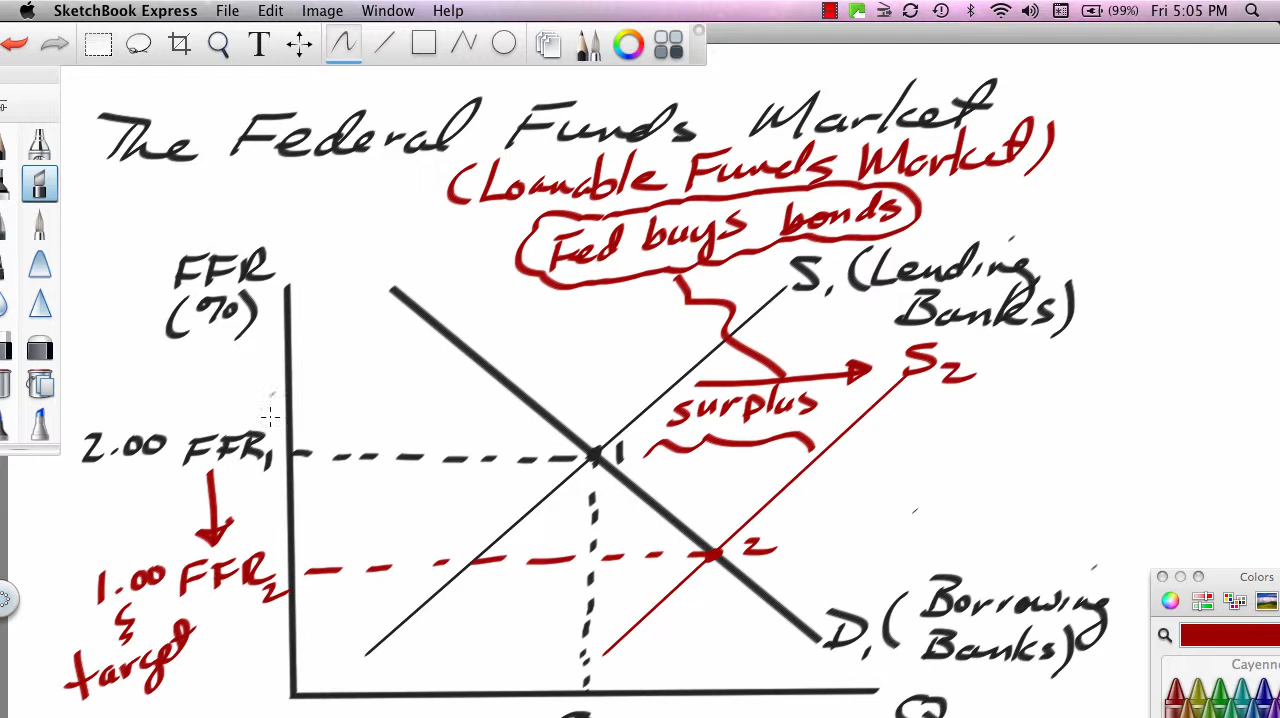 SketchBook Express File Edit Image Window Help (99%) Fri 5:05 PM
T
The Federal Funds Market
(Loanable Funds Market)
Fed buys bonds
FFR
(%)
S1 (Lending
Banks)
S2
surplus
2.00 FFR1
1
1.00 FFR2
2
target
D1 (Borrowing
Banks)
Colors
Cayenne